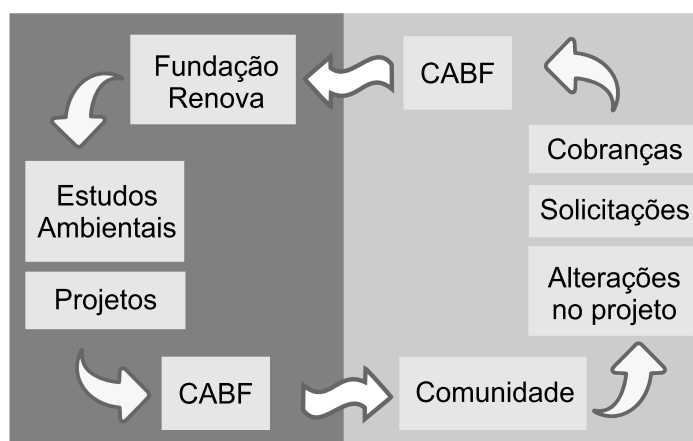 Fundação
Renova
CABF
Estudos
Ambientais
Projetos
CABF
Comunidade
Cobranças
Solicitações
Alterações
no projeto